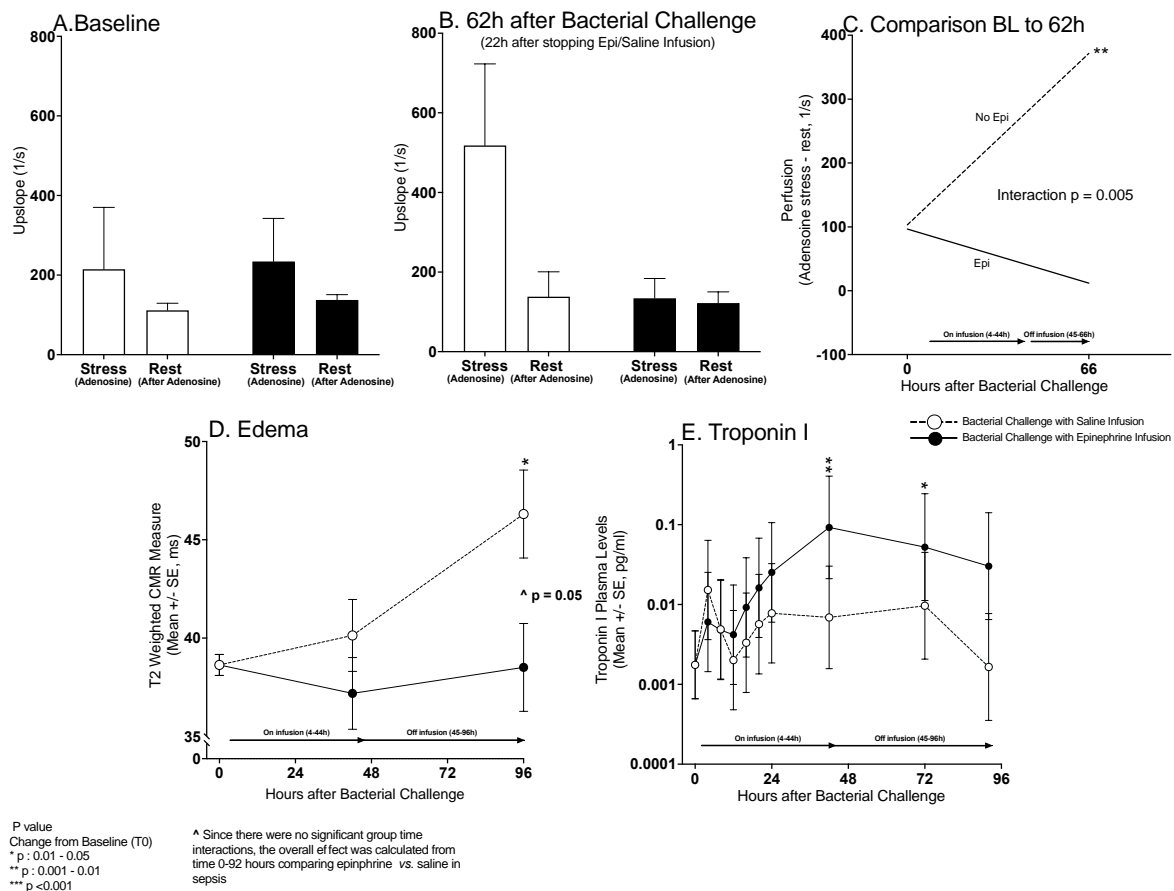 A.Baseline
800
600
400
200
0
Upslope (1/s)
Stress
(Adenosine)
Rest
(After Adenosine)
Stress
(Adenosine)
Rest
(After Adenosine)
B. 62h after Bacterial Challenge
(22h after stopping Epi/Saline Infusion)
800
600
400
200
0
Upslope (1/s)
Stress
(Adenosine)
Rest
(After Adenosine)
Stress
(Adenosine)
Rest
(After Adenosine)
C. Comparison BL to 62h
400
300
200
100
0
-100
Perfusion
(Adensoine stress - rest, 1/s)
**
No Epi
Interaction p = 0.005
Epi
On infusion (4-44h)
Off infusion (45-66h)
0
66
Hours after Bacterial Challenge
Bacterial Challenge with Saline Infusion
Bacterial Challenge with Epinephrine Infusion
D. Edema
50
45
40
35
0
T2 Weighted CMR Measure
(Mean +/- SE, ms)
*
^ p = 0.05
On infusion (4-44h)
Off infusion (45-96h)
0
24
48
72
96
Hours after Bacterial Challenge
E. Troponin I
1
0.1
0.01
0.001
0.0001
Troponin I Plasma Levels
(Mean +/- SE, pg/ml)
**
*
On infusion (4-44h)
Off infusion (45-96h)
0
24
48
72
96
Hours after Bacterial Challenge
P value
Change from Baseline (T0)
* p : 0.01 - 0.05
** p : 0.001 - 0.01
*** p <0.001
^ Since there were no significant group time
interactions, the overall effect was calculated from
time 0-92 hours comparing epinphrine vs. saline in
sepsis